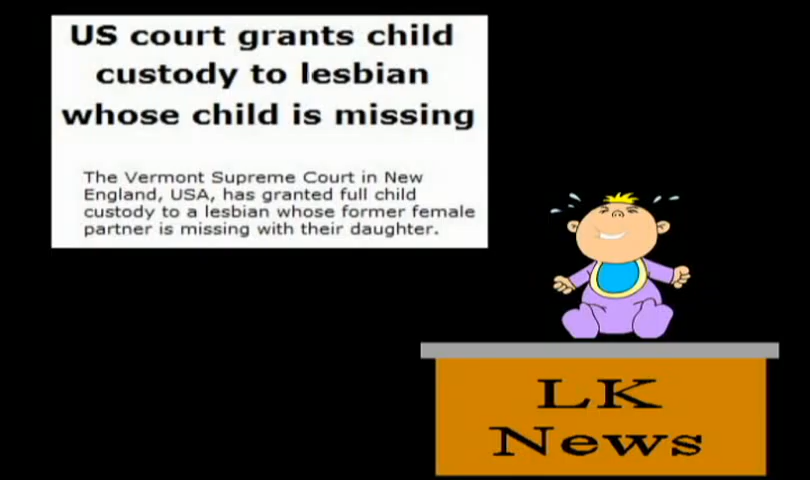 US court grants child
custody to lesbian
whose child is missing
The Vermont Supreme Court in New
England, USA, has granted full child
custody to a lesbian whose former female
partner is missing with their daughter.
LK
News